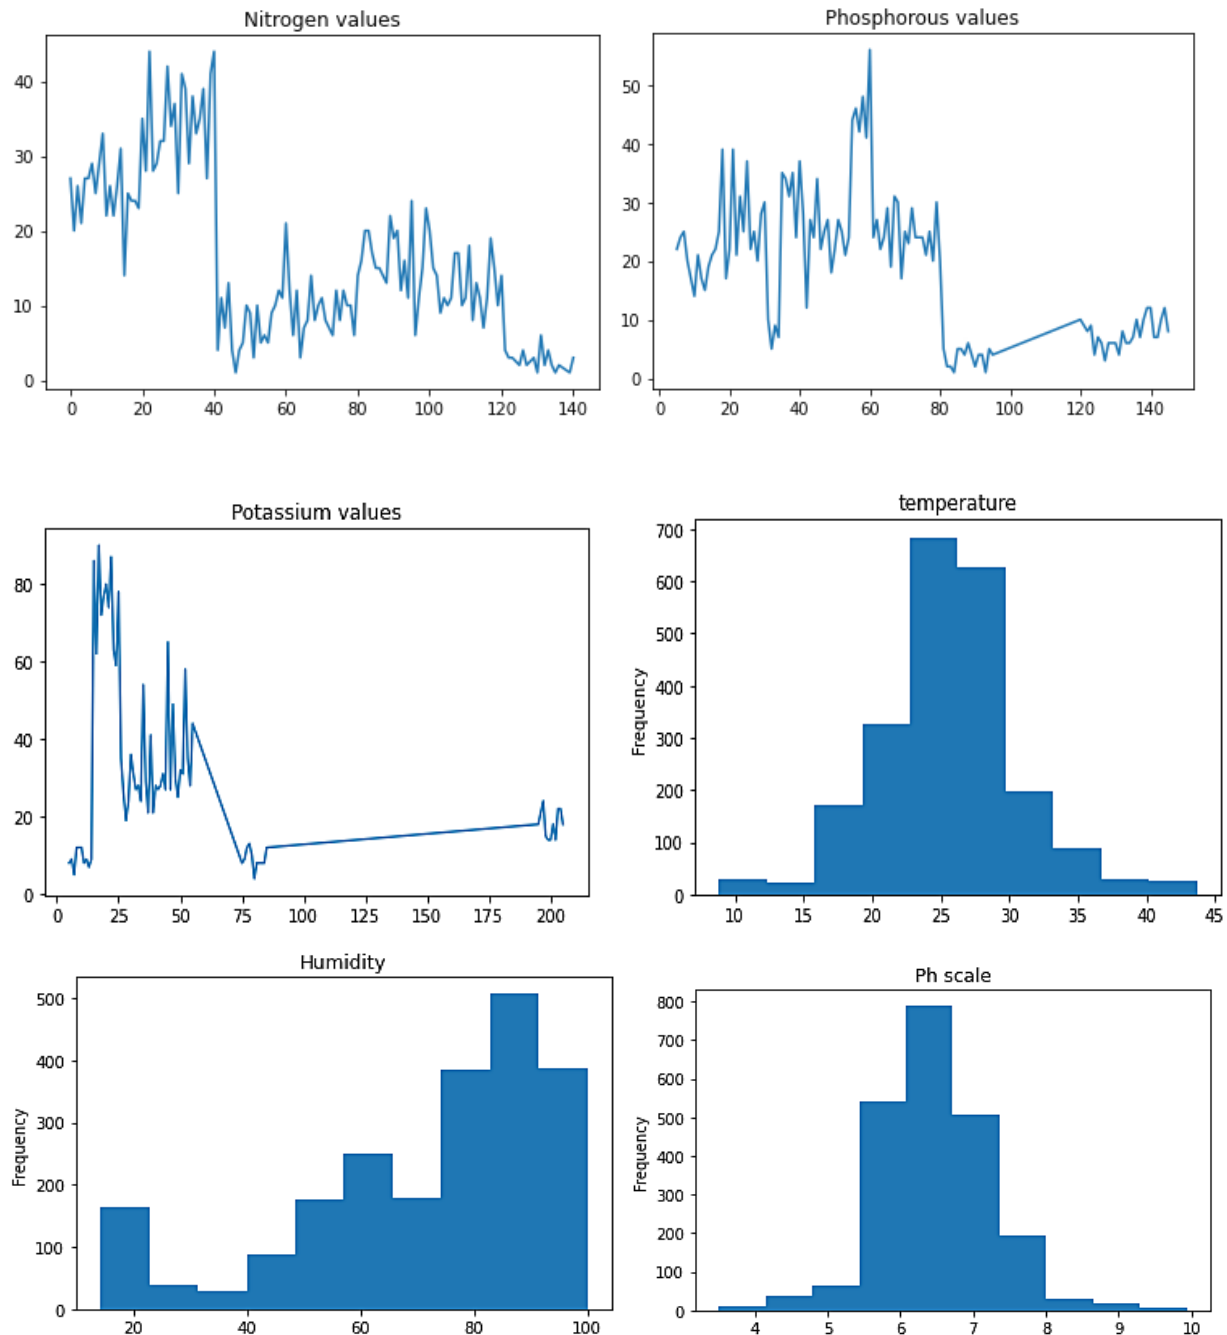 Nitrogen values
40
30
20
10
0
0 20 40 60 80 100 120 140
Phosphorous values
50
40
30
20
10
0
0 20 40 60 80 100 120 140
Potassium values
80
60
40
20
0
0 25 50 75 100 125 150 175 200
temperature
Frequency
700
600
500
400
300
200
100
0
10 15 20 25 30 35 40 45
Humidity
Frequency
500
400
300
200
100
0
20 40 60 80 100
Ph scale
Frequency
800
700
600
500
400
300
200
100
0
4 5 6 7 8 9 10